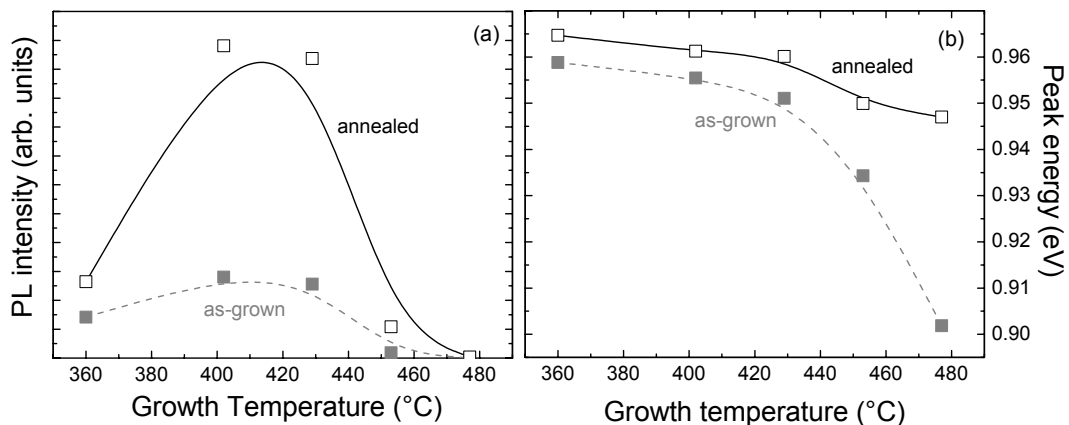 (a)
annealed
as-grown
PL intensity (arb. units)
360 380 400 420 440 460 480
Growth Temperature (°C)
(b)
annealed
as-grown
0.96
0.95
0.94
0.93
0.92
0.91
0.90
Peak energy (eV)
360 380 400 420 440 460 480
Growth temperature (°C)